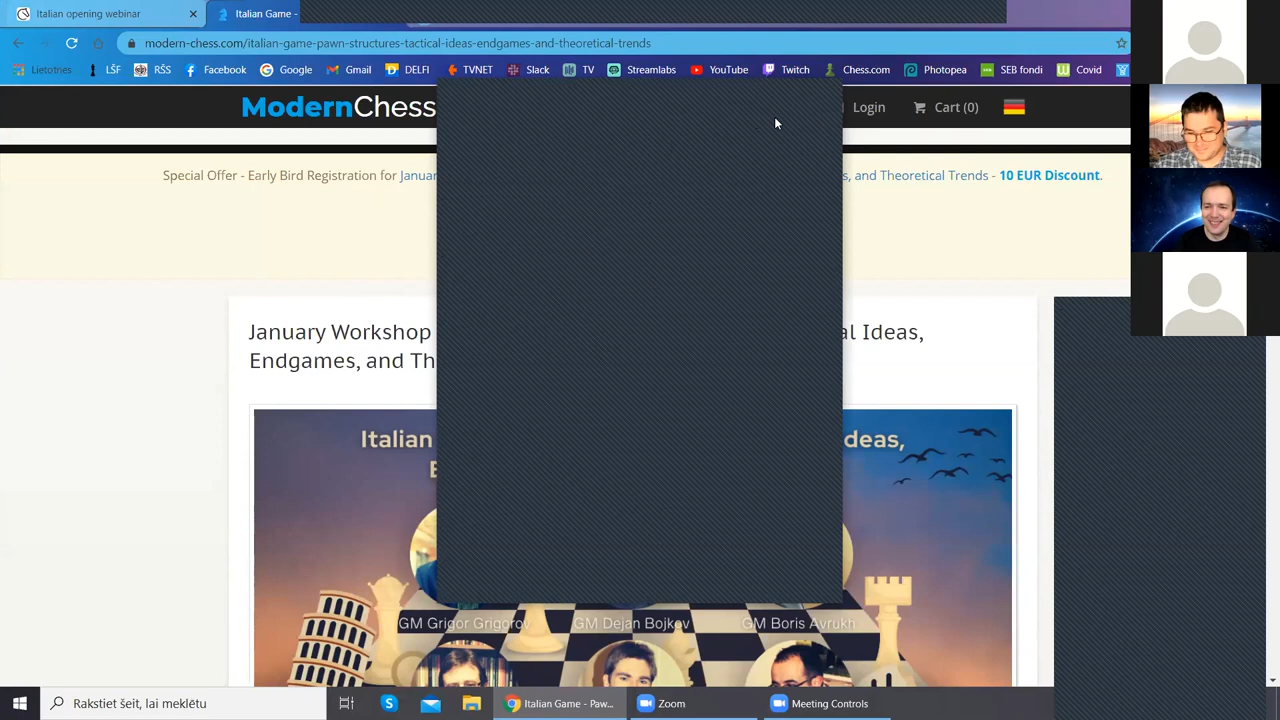 Italian opening webinar
Italian Game -
modern-chess.com/italian-game-pawn-structures-tactical-ideas-endgames-and-theoretical-trends
Lietotnes LŠF RŠS Facebook Google Gmail DELFI TVNET Slack TV Streamlabs YouTube Twitch Chess.com Photopea SEB fondi Covid
ModernChess Login Cart (0)
Special Offer - Early Bird Registration for Januar s, and Theoretical Trends - 10 EUR Discount.
January Workshop al Ideas,
Endgames, and Th
Italian deas,
E
GM Grigor Grigorov GM Dejan Bojkov GM Boris Avrukh
Rakstiet šeit, lai meklētu Italian Game - Paw... Zoom Meeting Controls